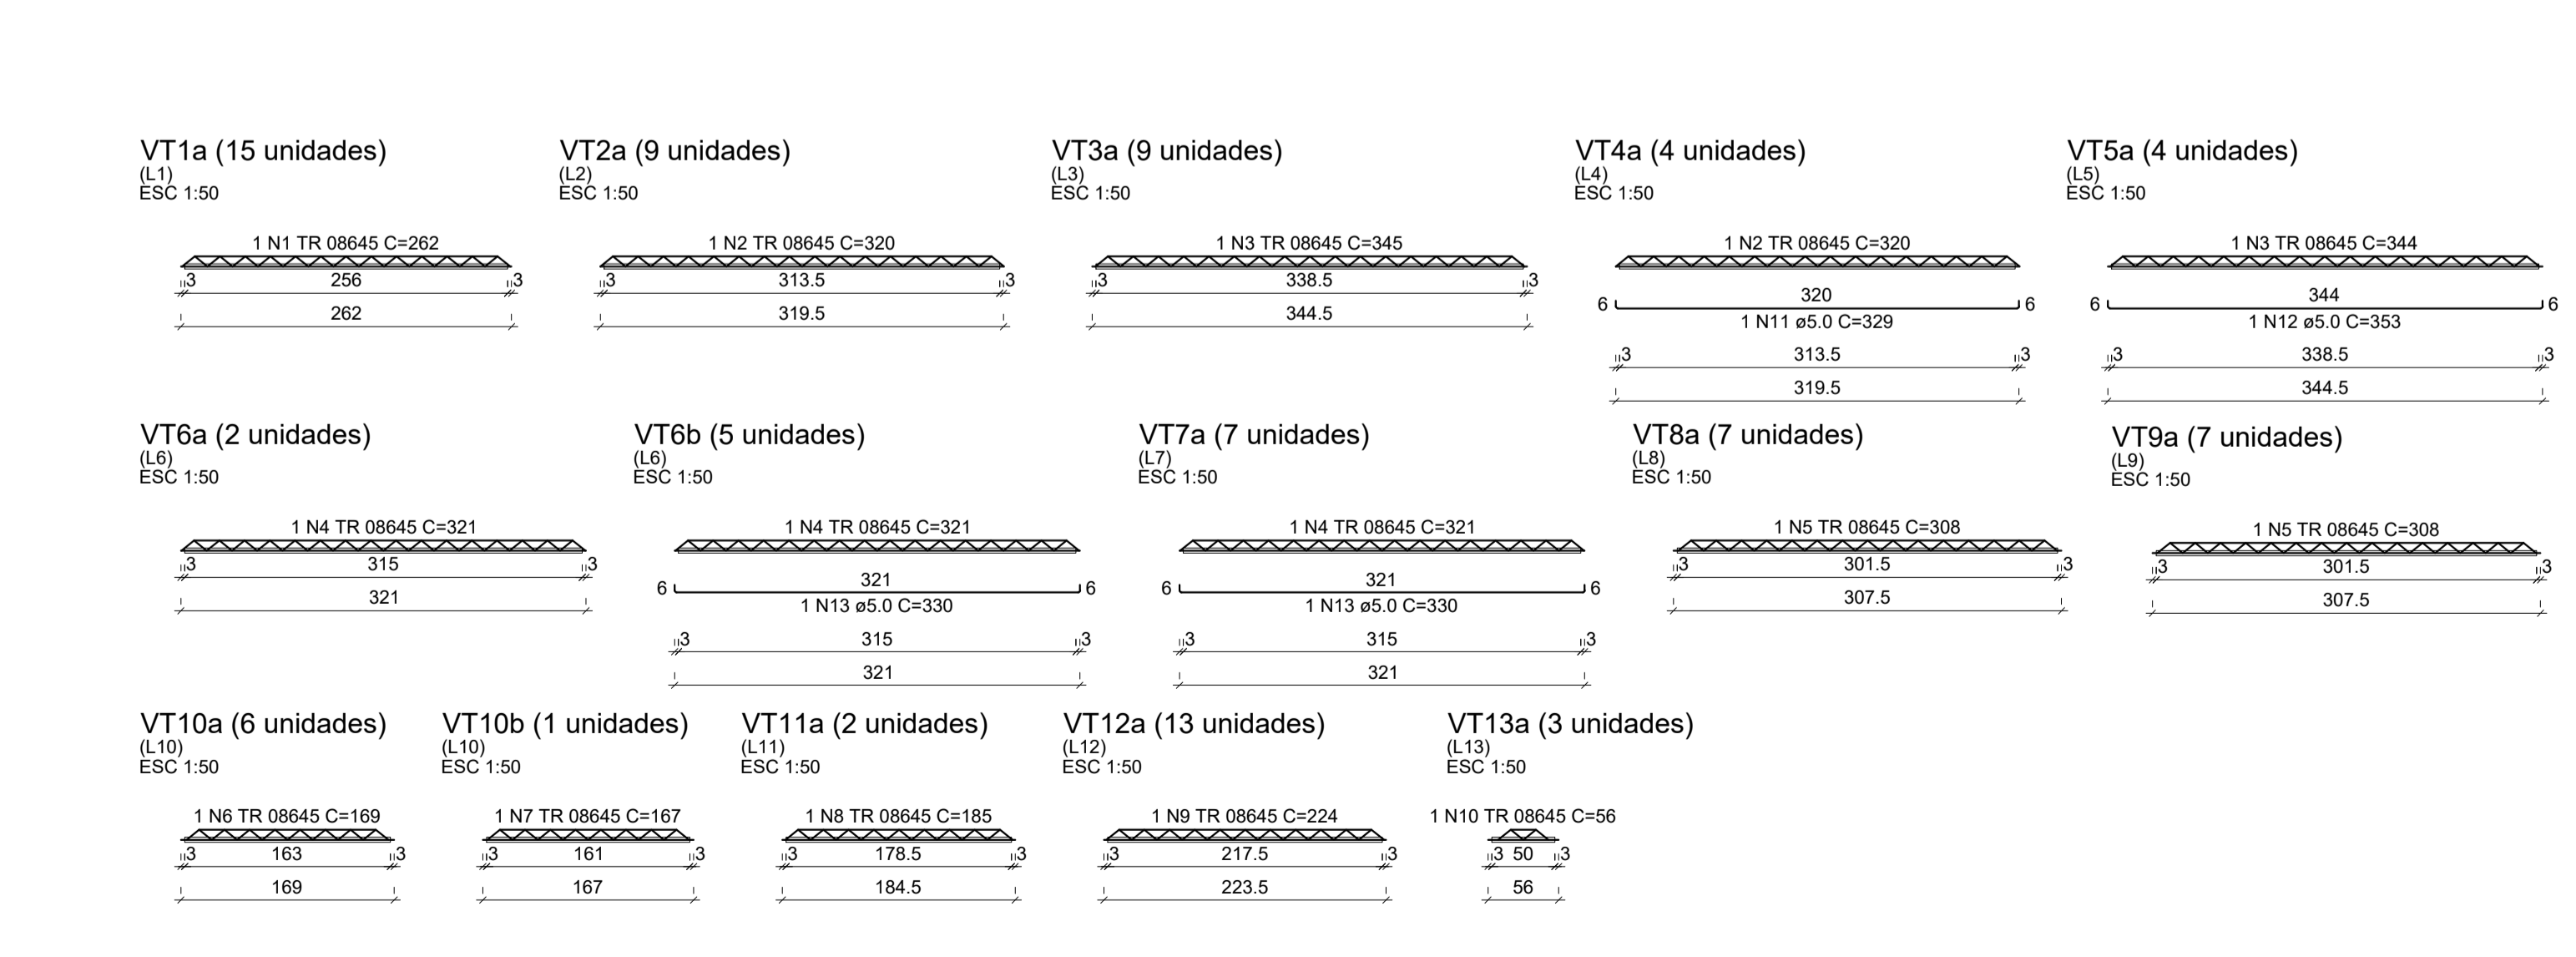 VT1a (15 unidades)
(L1)
ESC 1:50
1 N1 TR 08645 C=262
3 256 3
262
VT2a (9 unidades)
(L2)
ESC 1:50
1 N2 TR 08645 C=320
3 313.5 3
319.5
VT3a (9 unidades)
(L3)
ESC 1:50
1 N3 TR 08645 C=345
3 338.5 3
344.5
VT4a (4 unidades)
(L4)
ESC 1:50
1 N2 TR 08645 C=320
320
6 6
1 N11 ø5.0 C=329
3 313.5 3
319.5
VT5a (4 unidades)
(L5)
ESC 1:50
1 N3 TR 08645 C=344
344
6 6
1 N12 ø5.0 C=353
3 338.5 3
344.5
VT6a (2 unidades)
(L6)
ESC 1:50
1 N4 TR 08645 C=321
3 315 3
321
VT6b (5 unidades)
(L6)
ESC 1:50
1 N4 TR 08645 C=321
321
6 6
1 N13 ø5.0 C=330
3 315 3
321
VT7a (7 unidades)
(L7)
ESC 1:50
1 N4 TR 08645 C=321
321
6 6
1 N13 ø5.0 C=330
3 315 3
321
VT8a (7 unidades)
(L8)
ESC 1:50
1 N5 TR 08645 C=308
3 301.5 3
307.5
VT9a (7 unidades)
(L9)
ESC 1:50
1 N5 TR 08645 C=308
3 301.5 3
307.5
VT10a (6 unidades)
(L10)
ESC 1:50
1 N6 TR 08645 C=169
3 163 3
169
VT10b (1 unidades)
(L10)
ESC 1:50
1 N7 TR 08645 C=167
3 161 3
167
VT11a (2 unidades)
(L11)
ESC 1:50
1 N8 TR 08645 C=185
3 178.5 3
184.5
VT12a (13 unidades)
(L12)
ESC 1:50
1 N9 TR 08645 C=224
3 217.5 3
223.5
VT13a (3 unidades)
(L13)
ESC 1:50
1 N10 TR 08645 C=56
3 50 3
56